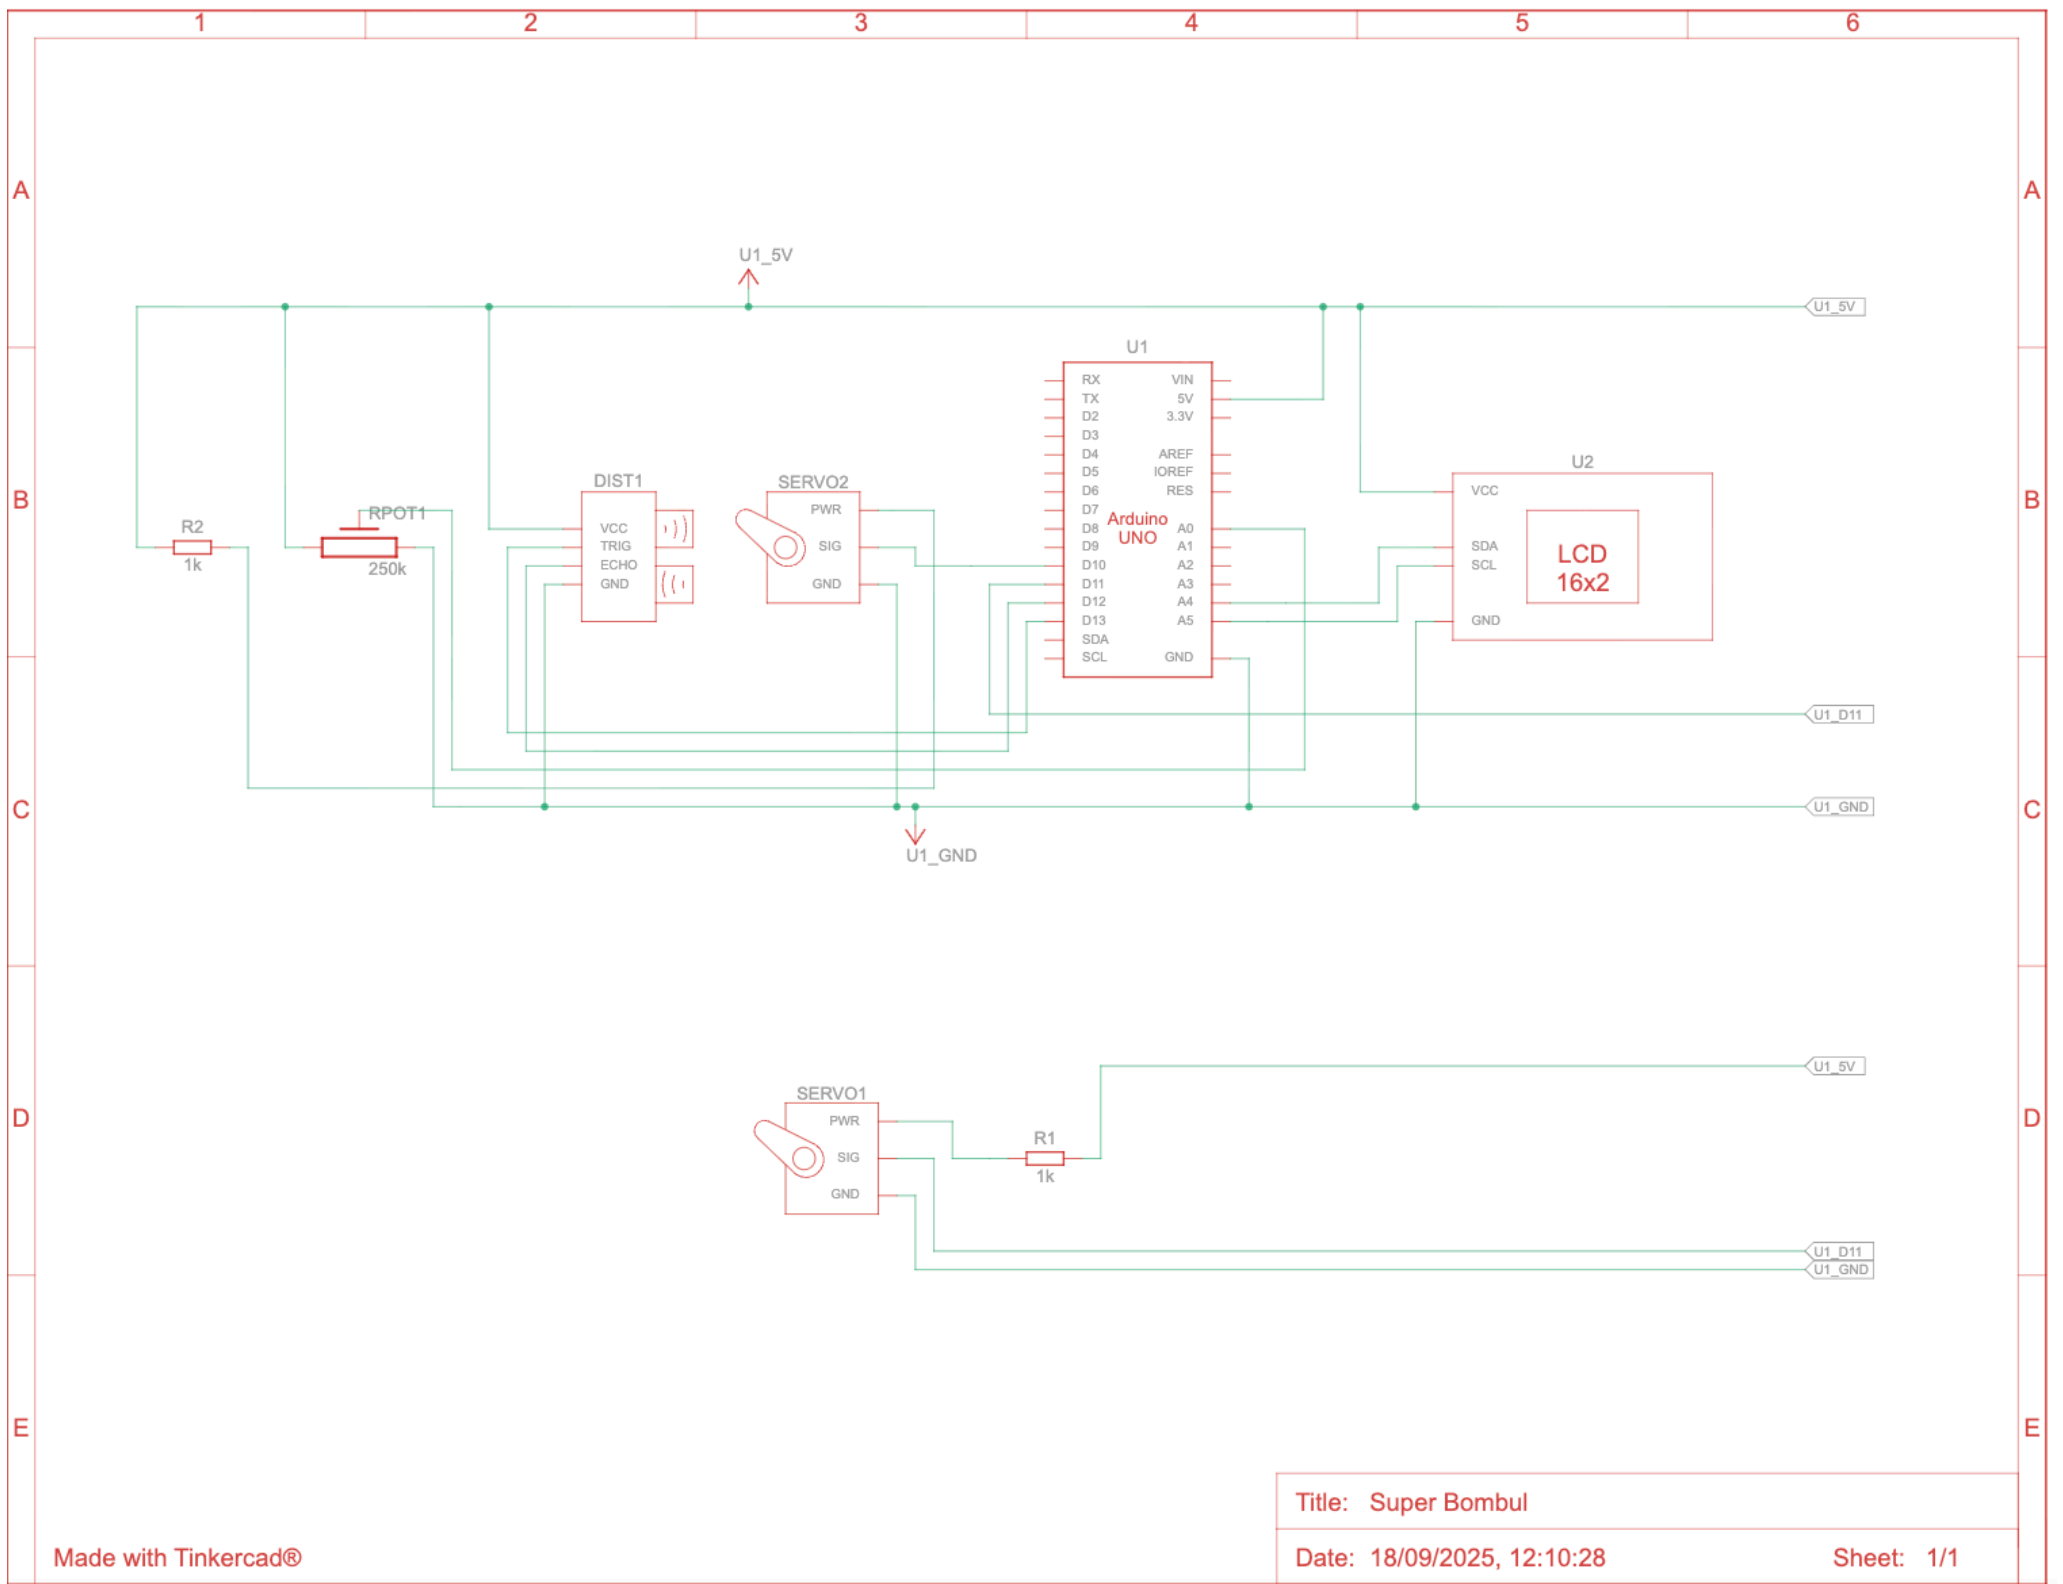 1 2 3 4 5 6
A A
U1_5V
U1_5V
U1
RX VIN
TX 5V
D2 3.3V
D3
D4 AREF
D5 IOREF
D6 RES
D7
D8 A0
D9 A1
D10 A2
D11 A3
D12 A4
D13 A5
SDA
SCL GND
Arduino
UNO
B B
R2
1k
RPOT1
250k
DIST1
VCC
TRIG
ECHO
GND
SERVO2
PWR
SIG
GND
U2
VCC
SDA
SCL
GND
LCD
16x2
U1_D11
C C
U1_GND
U1_GND
U1_5V
D D
SERVO1
PWR
SIG
GND
R1
1k
U1_D11
U1_GND
E E
Title: Super Bombul
Date: 18/09/2025, 12:10:28 Sheet: 1/1
Made with Tinkercad®